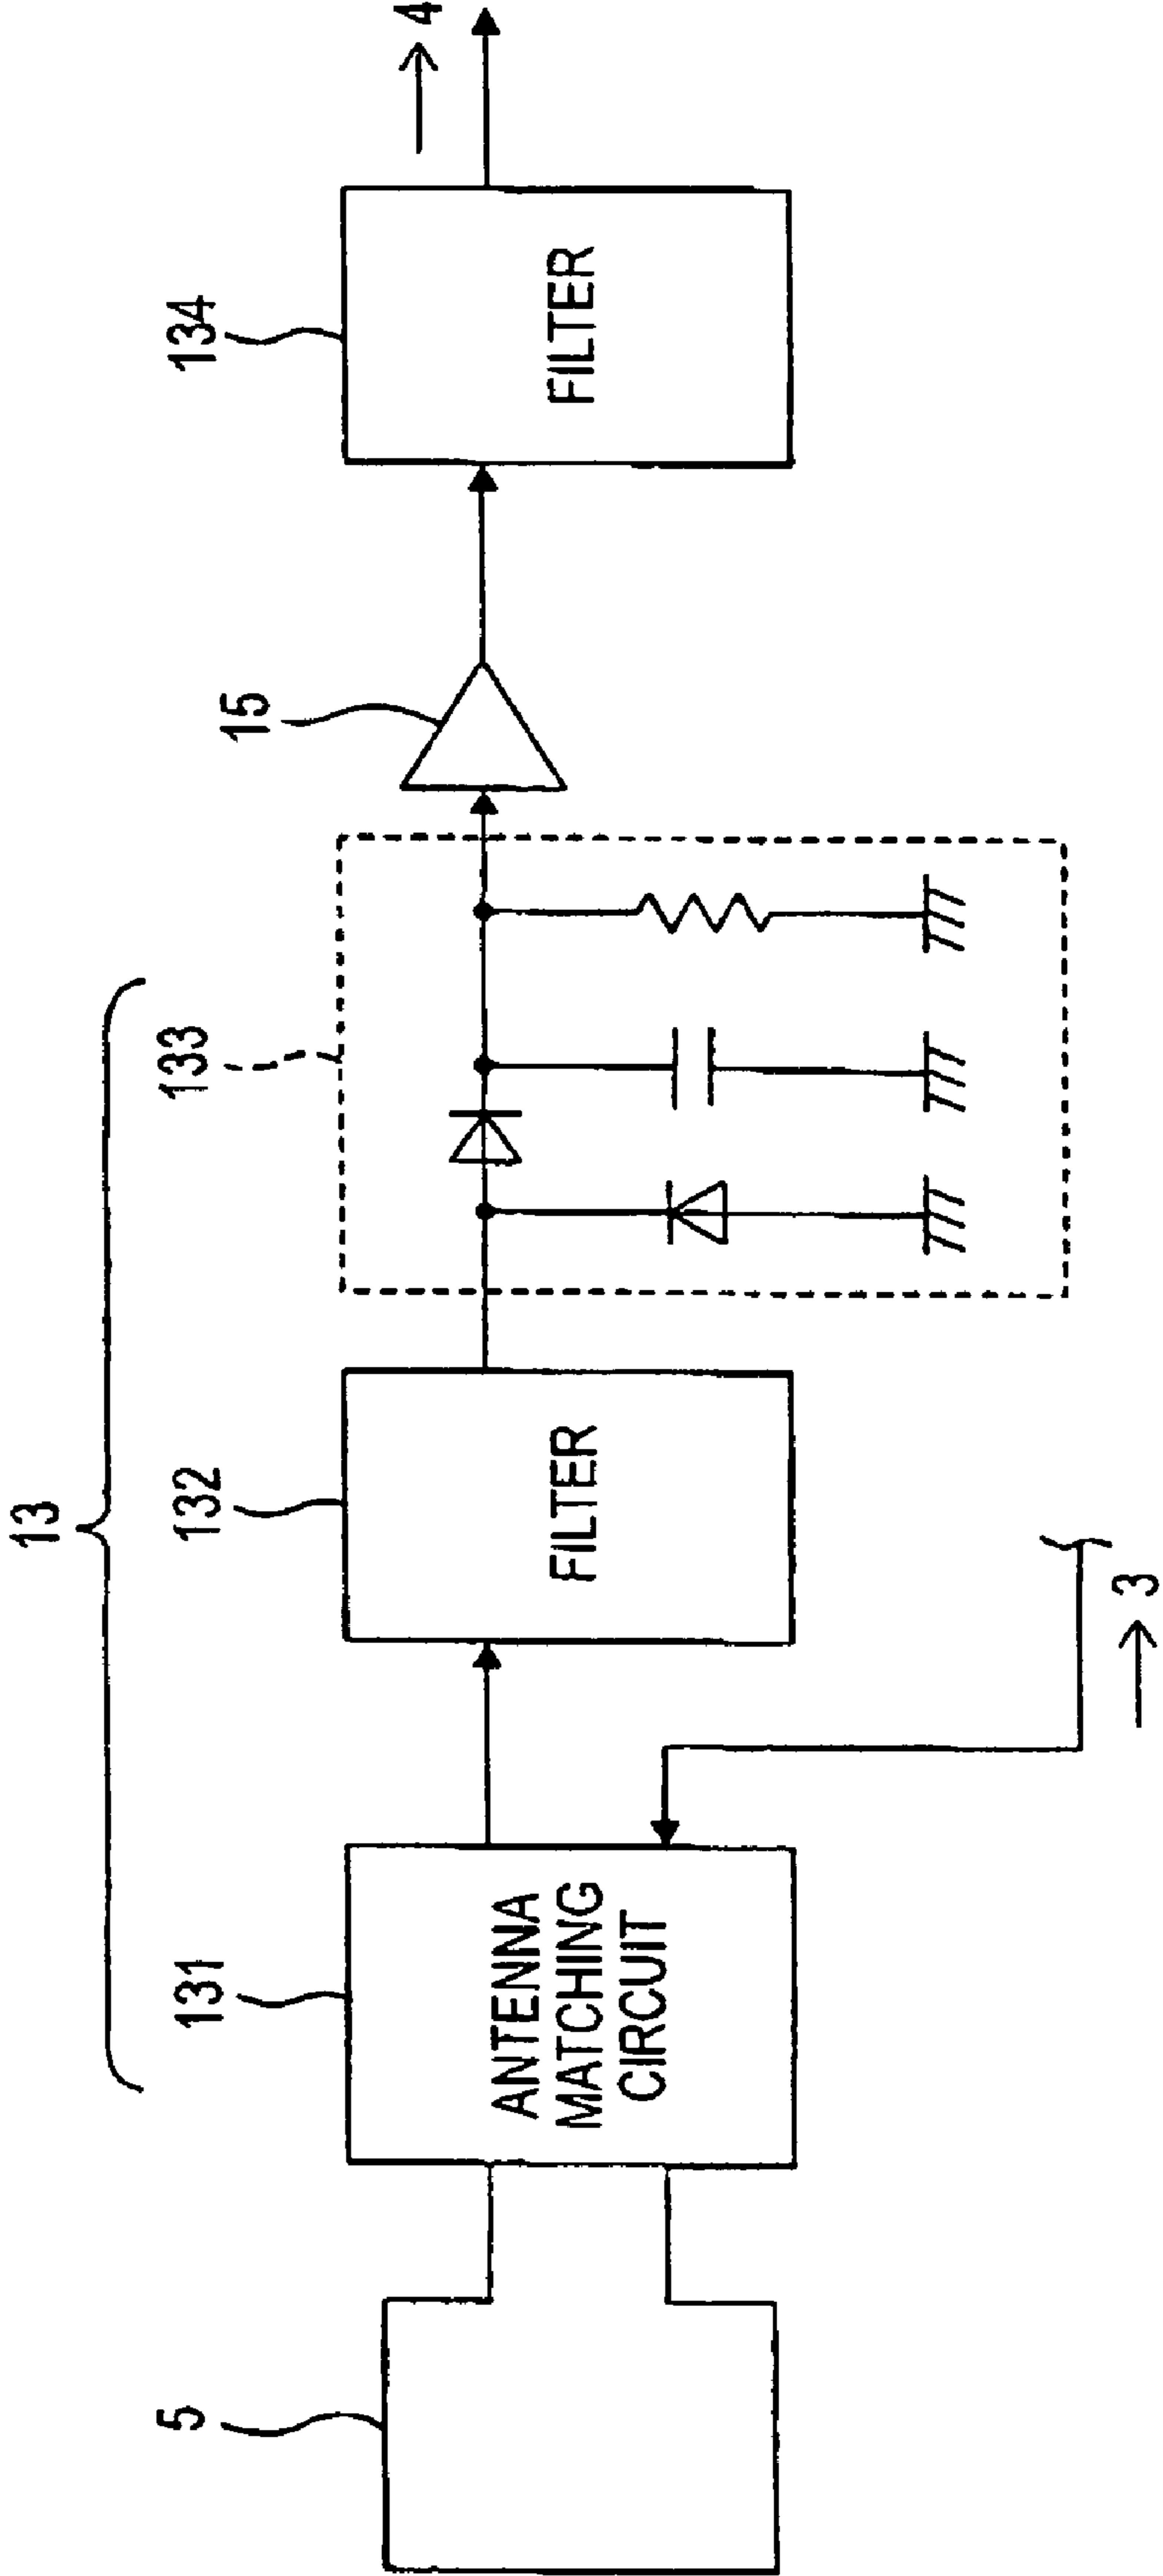 13
5
131
ANTENNA
MATCHING
CIRCUIT
132
FILTER
133
15
134
FILTER
→ 4
→ 3